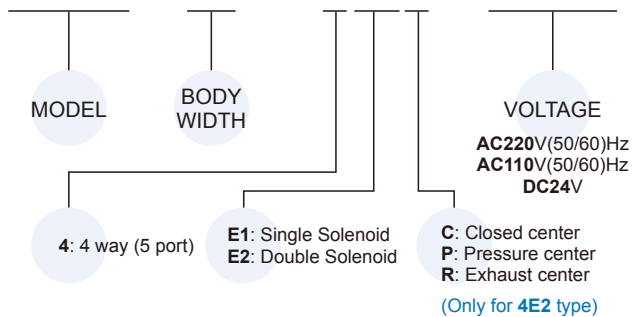 MODEL
BODY
WIDTH
VOLTAGE
AC220V(50/60)Hz
AC110V(50/60)Hz
DC24V
4: 4 way (5 port)
E1: Single Solenoid
E2: Double Solenoid
C: Closed center
P: Pressure center
R: Exhaust center
(Only for 4E2 type)